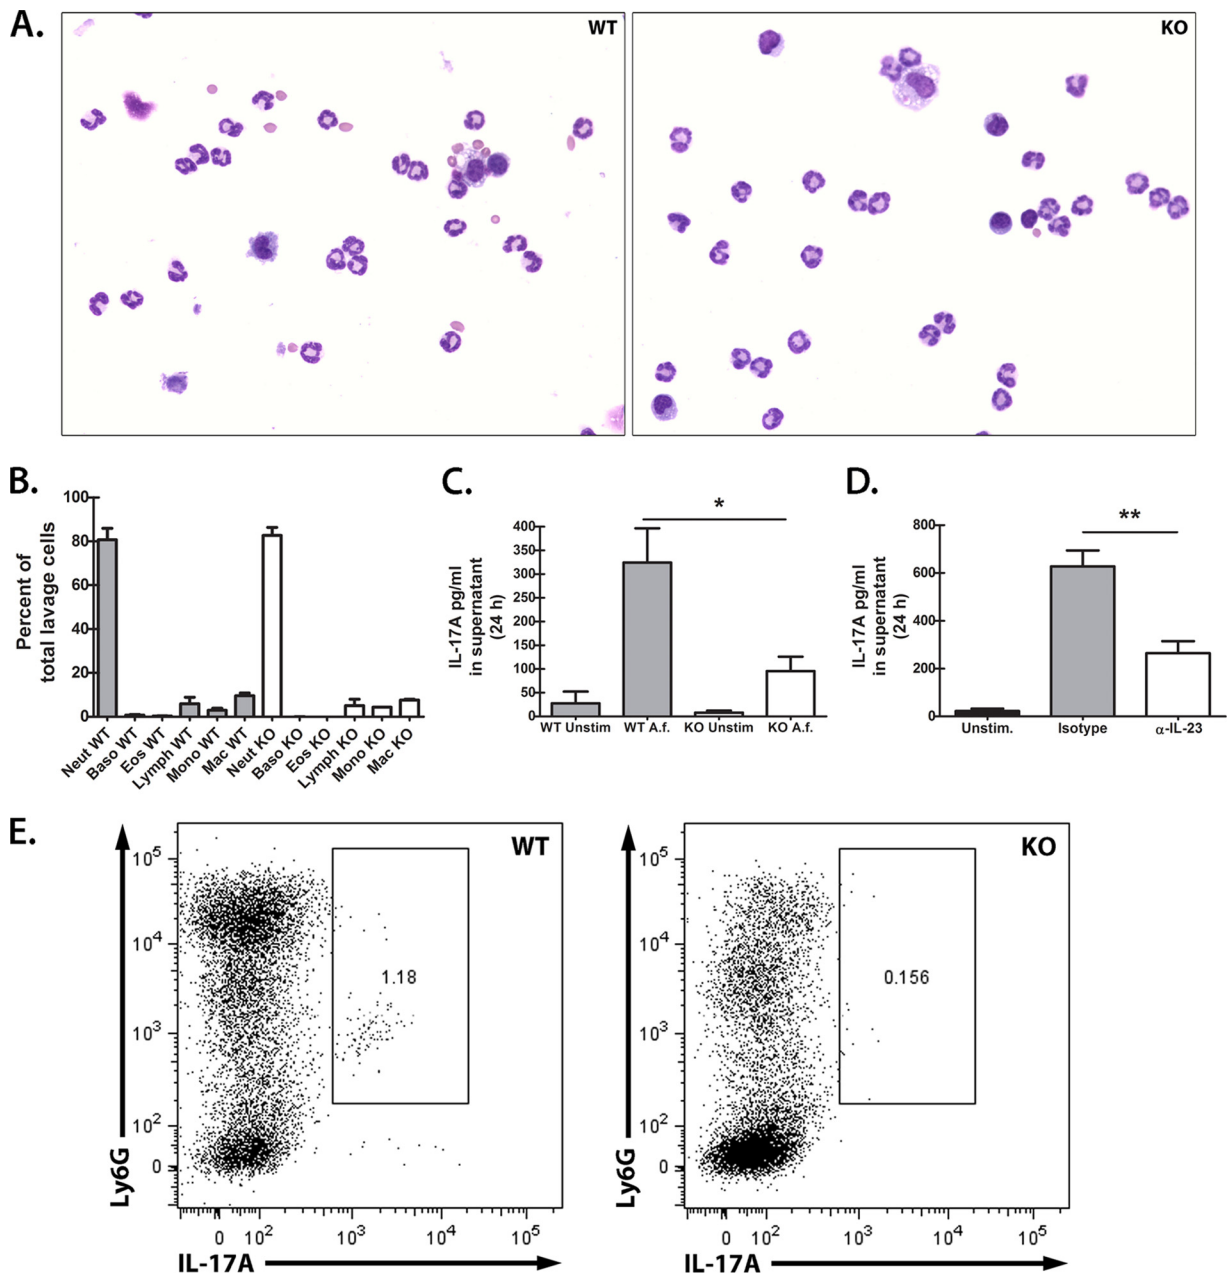 A.
WT
KO
B.
Percent of
total lavage cells
100
80
60
40
20
0
Neut WT
Baso WT
Eos WT
Lymph WT
Mono WT
Mac WT
Neut KO
Baso KO
Eos KO
Lymph KO
Mono KO
Mac KO
C.
IL-17A pg/ml
in supernatant
(24 h)
400
350
300
250
200
150
100
50
0
*
WT Unstim
WT A.f.
KO Unstim
KO A.f.
D.
IL-17A pg/ml
in supernatant
(24 h)
800
600
400
200
0
**
Unstim.
Isotype
α-IL-23
E.
Ly6G
10⁵
10⁴
10³
10²
0
WT
1.18
0
10²
10³
10⁴
10⁵
IL-17A
Ly6G
10⁵
10⁴
10³
10²
0
KO
0.156
0
10²
10³
10⁴
10⁵
IL-17A